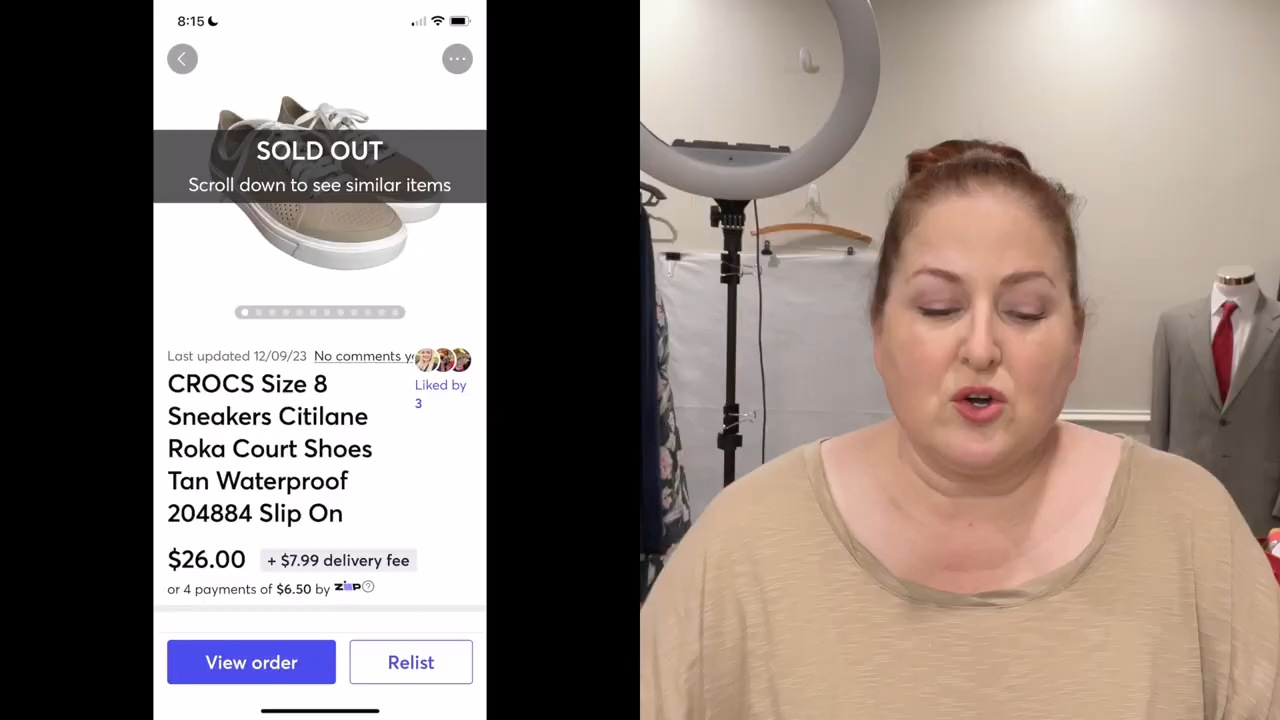 8:15
SOLD OUT
Scroll down to see similar items
Last updated 12/09/23 No comments y
Liked by
3
CROCS Size 8
Sneakers Citilane
Roka Court Shoes
Tan Waterproof
204884 Slip On
$26.00 + $7.99 delivery fee
or 4 payments of $6.50 by ZIP ?
View order Relist